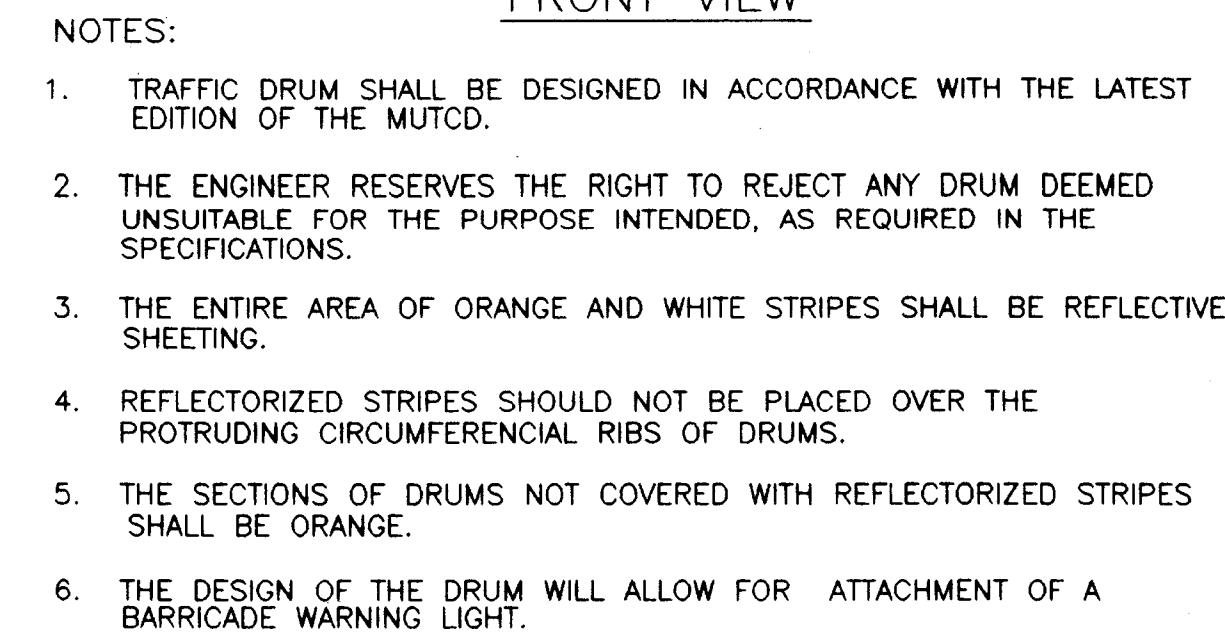 FRONT VIEW
NOTES:
1. TRAFFIC DRUM SHALL BE DESIGNED IN ACCORDANCE WITH THE LATEST
EDITION OF THE MUTCD.
2. THE ENGINEER RESERVES THE RIGHT TO REJECT ANY DRUM DEEMED
UNSUITABLE FOR THE PURPOSE INTENDED, AS REQUIRED IN THE
SPECIFICATIONS.
3. THE ENTIRE AREA OF ORANGE AND WHITE STRIPES SHALL BE REFLECTIVE
SHEETING.
4. REFLECTORIZED STRIPES SHOULD NOT BE PLACED OVER THE
PROTRUDING CIRCUMFERENCIAL RIBS OF DRUMS.
5. THE SECTIONS OF DRUMS NOT COVERED WITH REFLECTORIZED STRIPES
SHALL BE ORANGE.
6. THE DESIGN OF THE DRUM WILL ALLOW FOR ATTACHMENT OF A
BARRICADE WARNING LIGHT.